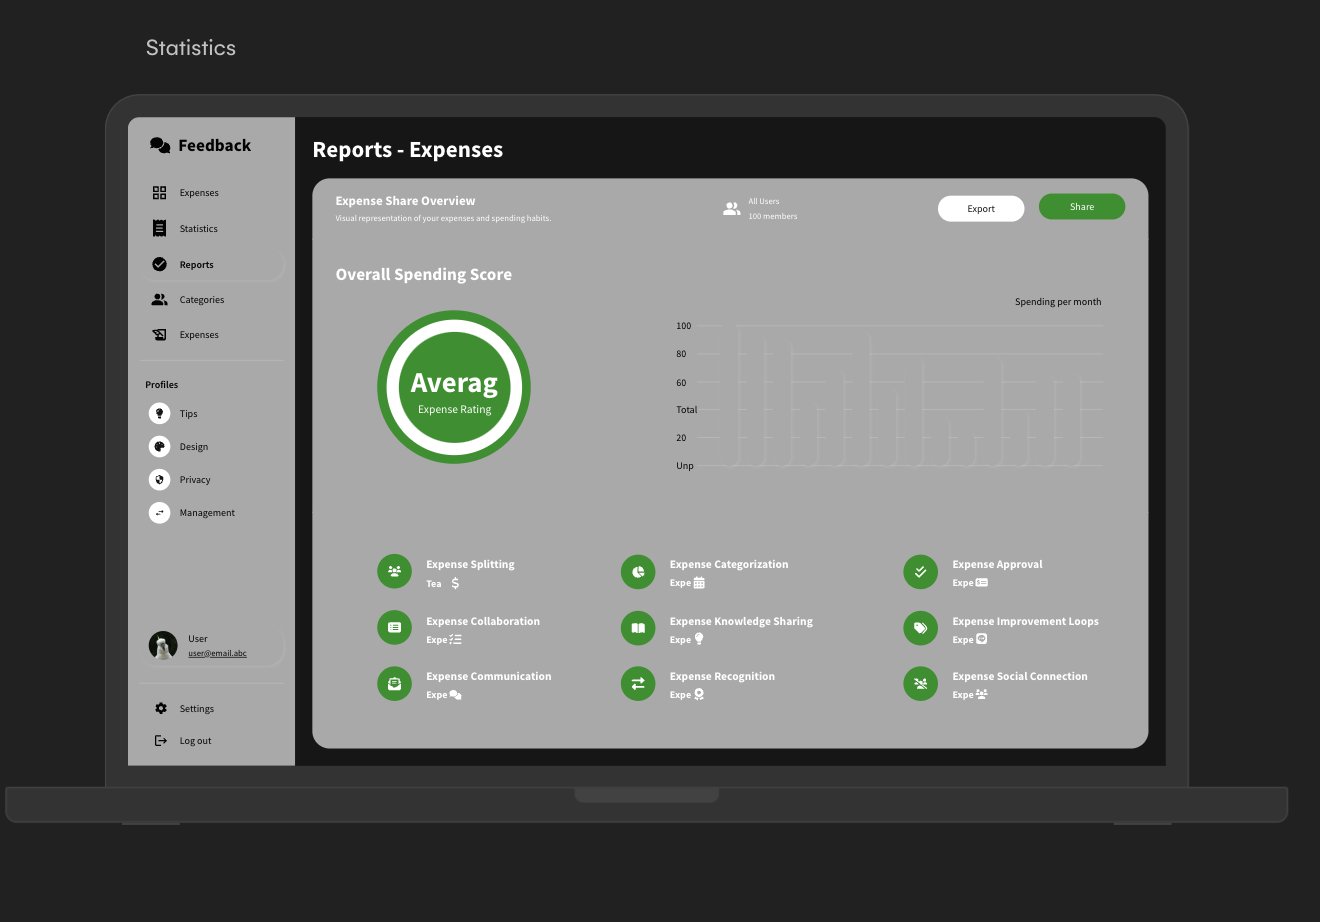 Statistics
Feedback
Expenses
Statistics
Reports
Categories
Expenses
Profiles
Tips
Design
Privacy
Management
User
user@email.abc
Settings
Log out
Reports - Expenses
Expense Share Overview
Visual representation of your expenses and spending habits.
All Users
100 members
Export
Share
Overall Spending Score
Averag
Expense Rating
Spending per month
100
80
60
Total
20
Unp
Expense Splitting
Tea
Expense Categorization
Expe
Expense Approval
Expe
Expense Collaboration
Expe
Expense Knowledge Sharing
Expe
Expense Improvement Loops
Expe
Expense Communication
Expe
Expense Recognition
Expe
Expense Social Connection
Expe